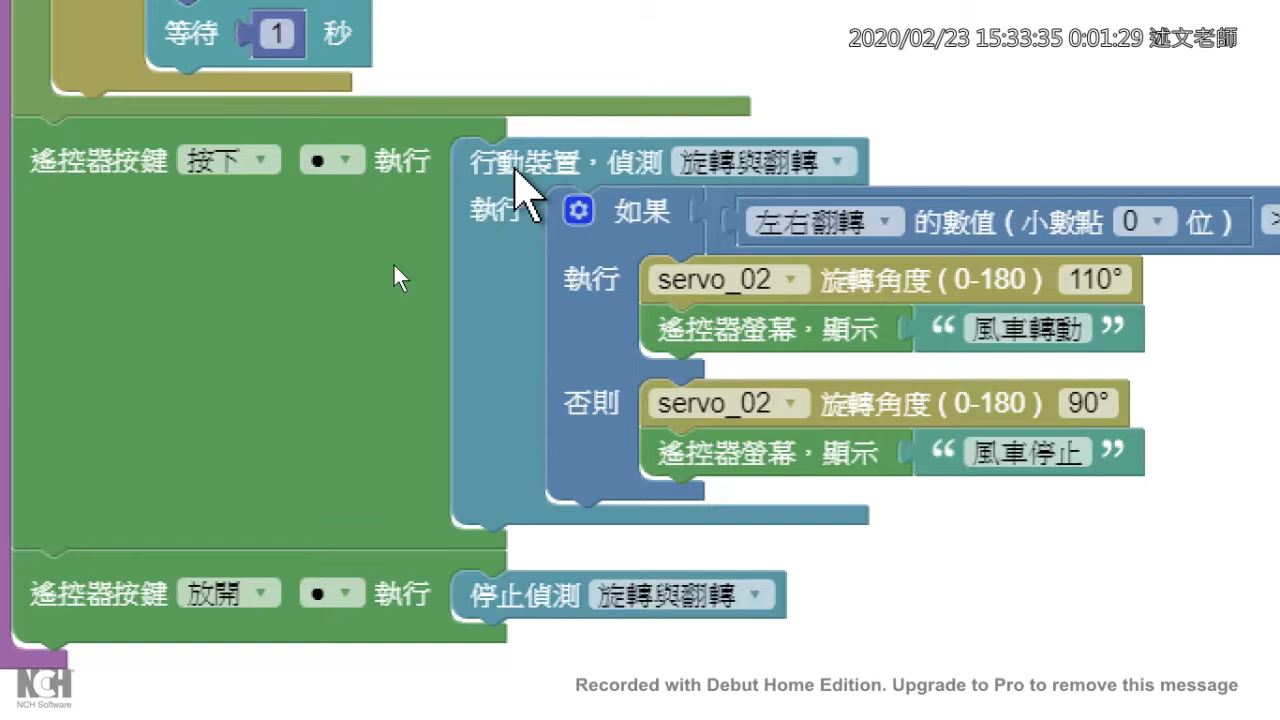 等待 1 秒
2020/02/23 15:33:35 0:01:29 述文老師
遙控器按鍵 按下 ● 執行
行動裝置，偵測 旋轉與翻轉
執行 如果 左右翻轉 的數值(小數點 0 位)
執行 servo_02 旋轉角度(0-180) 110°
遙控器螢幕，顯示 “ 風車轉動 ”
否則 servo_02 旋轉角度(0-180) 90°
遙控器螢幕，顯示 “ 風車停止 ”
遙控器按鍵 放開 ● 執行 停止偵測 旋轉與翻轉
NCH
NCH Software
Recorded with Debut Home Edition. Upgrade to Pro to remove this message